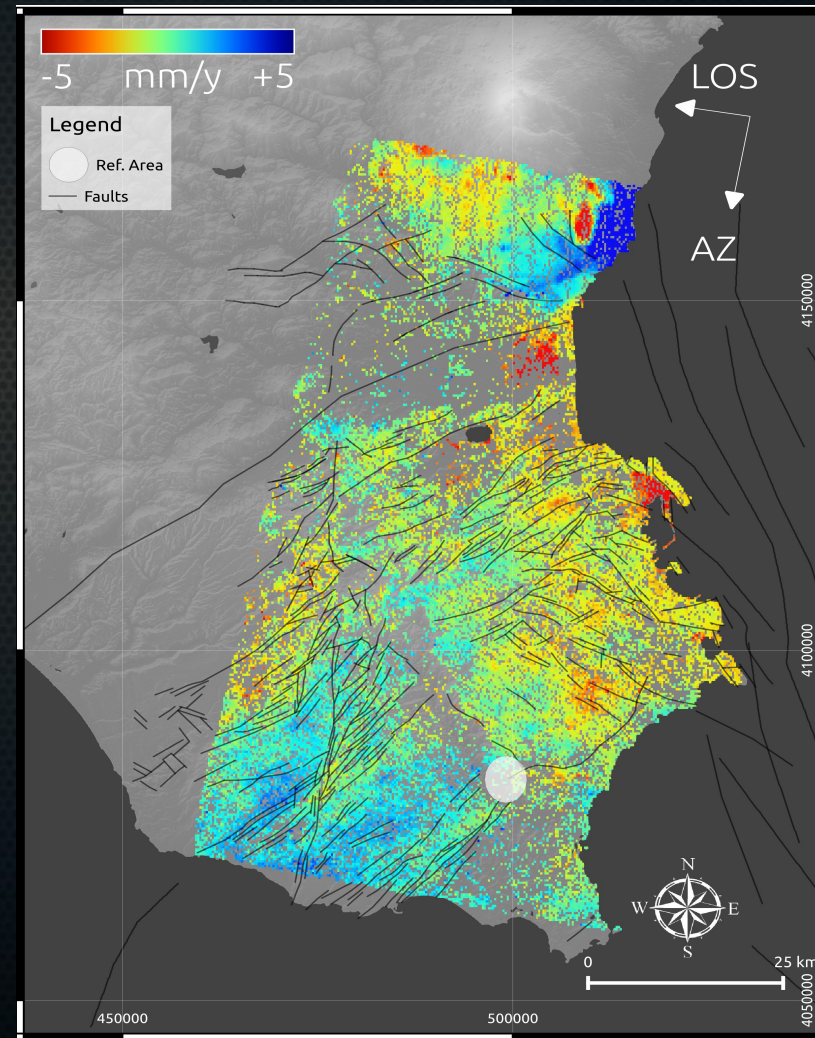 -5 mm/y +5
Legend
Ref. Area
Faults
LOS
AZ
4150000
4100000
4050000
N
W E
S
0 25 km
450000 500000